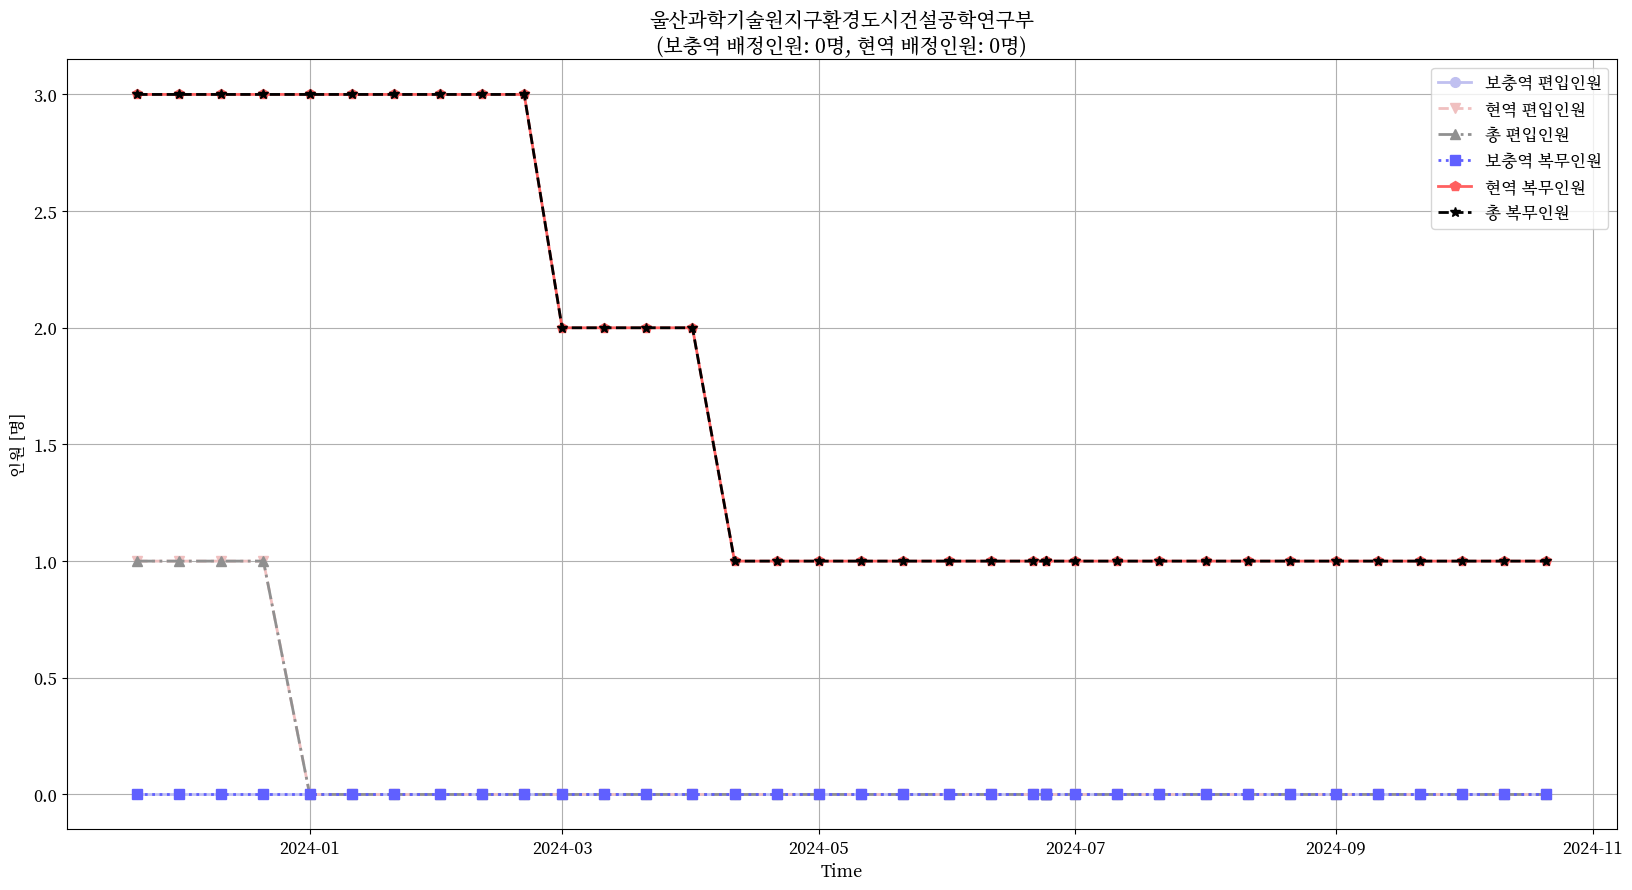 울산과학기술원지구환경도시건설공학연구부
(보충역 배정인원: 0명, 현역 배정인원: 0명)
보충역 편입인원
현역 편입인원
총 편입인원
보충역 복무인원
현역 복무인원
총 복무인원
3.0
2.5
2.0
1.5
1.0
0.5
0.0
인원 [명]
2024-01
2024-03
2024-05
2024-07
2024-09
2024-11
Time